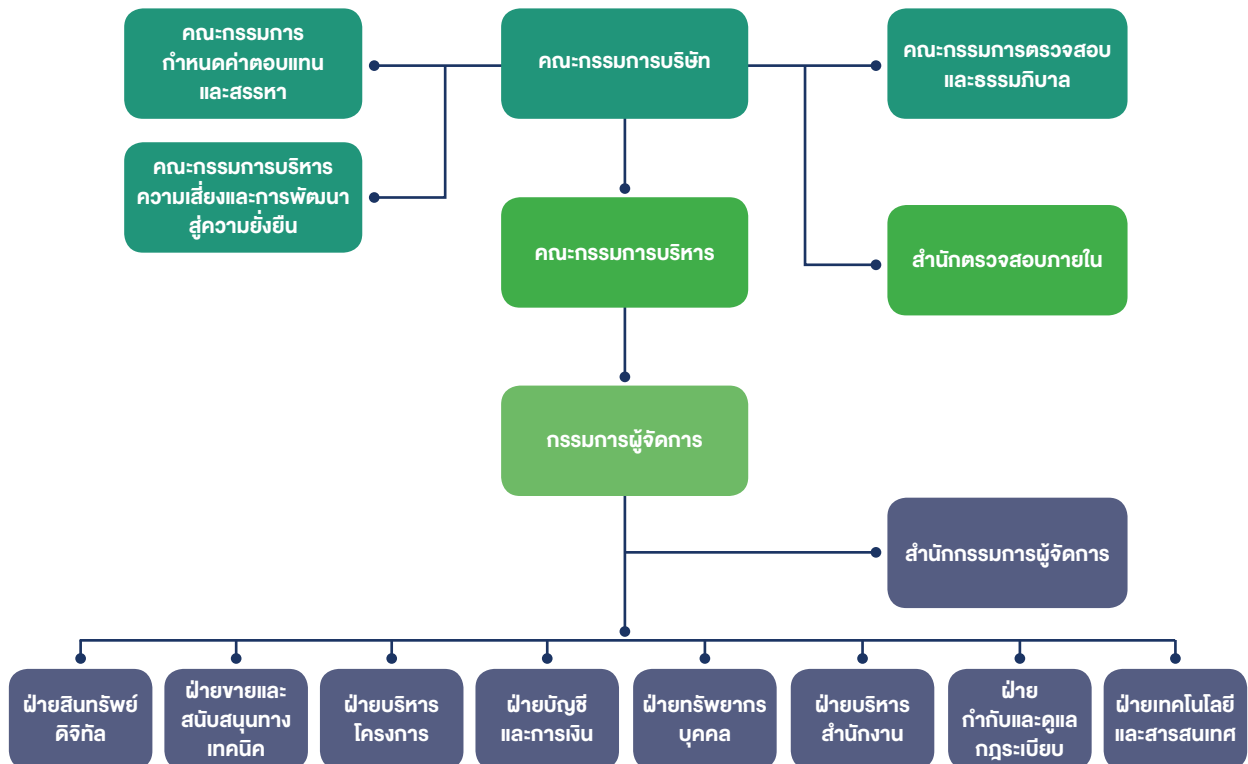 คณะกรรมการ
กำหนดค่าตอบแทน
และสรรหา
คณะกรรมการบริษัท
คณะกรรมการตรวจสอบ
และธรรมภิบาล
คณะกรรมการบริหาร
ความเสี่ยงและการพัฒนา
สู่ความยั่งยืน
คณะกรรมการบริหาร
สำนักตรวจสอบภายใน
กรรมการผู้จัดการ
สำนักกรรมการผู้จัดการ
ฝ่ายสินทรัพย์
ดิจิทัล
ฝ่ายขายและ
สนับสนุนทาง
เทคนิค
ฝ่ายบริหาร
โครงการ
ฝ่ายบัญชี
และการเงิน
ฝ่ายทรัพยากร
บุคคล
ฝ่ายบริหาร
สำนักงาน
ฝ่าย
กำกับและดูแล
กฎระเบียบ
ฝ่ายเทคโนโลยี
และสารสนเทศ